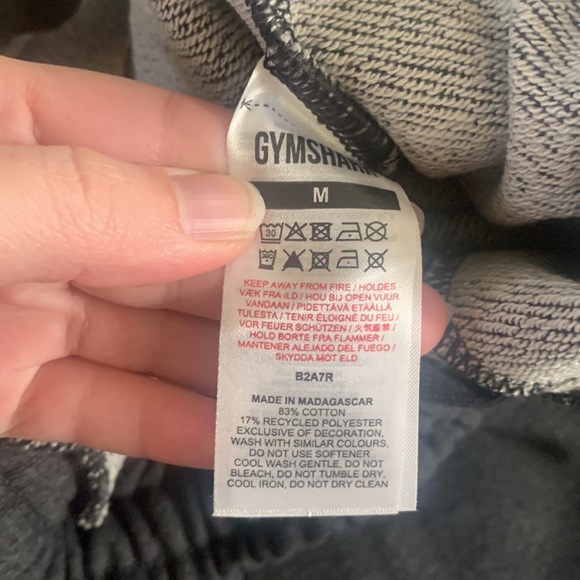 GYMSHARK
M
30
KEEP AWAY FROM FIRE / HOLDES
VÆK FRA ILD / HOU BIJ OPEN VUUR
VANDAAN / PIDETTÄVÄ ETÄÄLLÄ
TULESTA / TENIR ÉLOIGNÉ DU FEU /
VOR FEUER SCHÜTZEN / 火気厳禁 /
HOLD BORTE FRA FLAMMER /
MANTENER ALEJADO DEL FUEGO /
SKYDDA MOT ELD
B2A7R
MADE IN MADAGASCAR
83% COTTON
17% RECYCLED POLYESTER
EXCLUSIVE OF DECORATION,
WASH WITH SIMILAR COLOURS,
DO NOT USE SOFTENER
COOL WASH GENTLE, DO NOT
BLEACH, DO NOT TUMBLE DRY,
COOL IRON, DO NOT DRY CLEAN